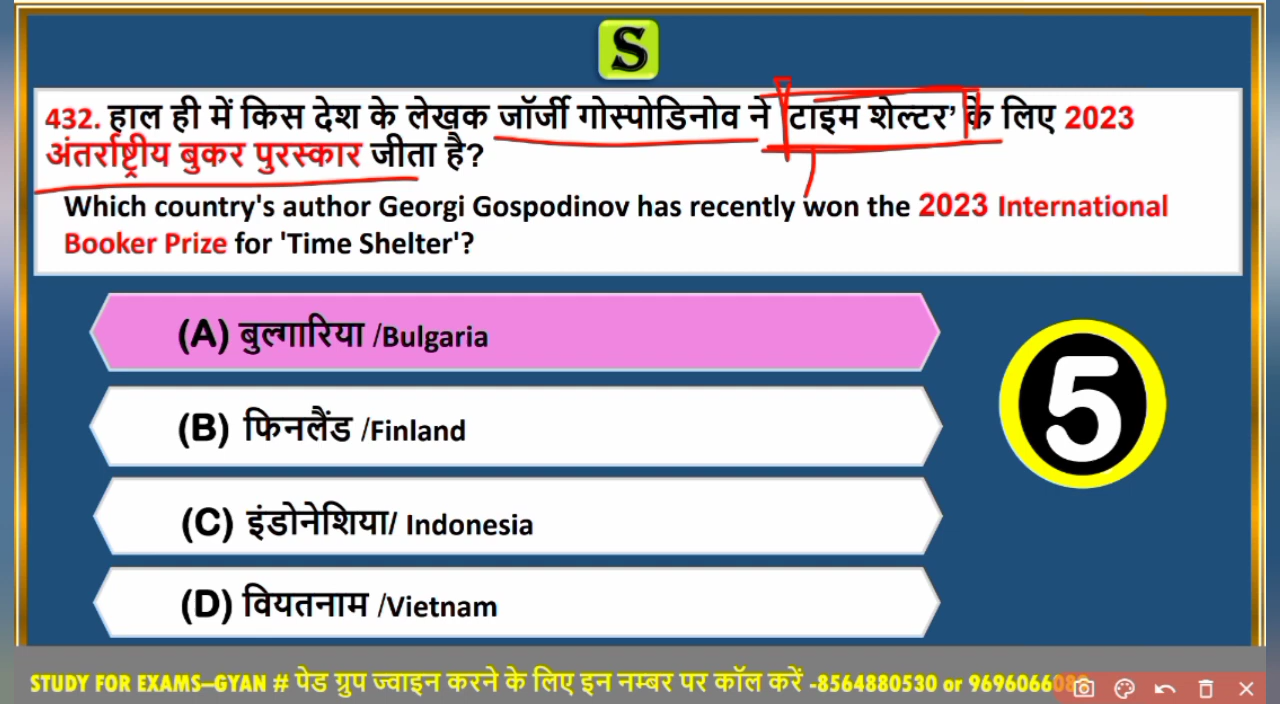 S
432. हाल ही में किस देश के लेखक जॉर्जी गोस्पोडिनोव ने 'टाइम शेल्टर' के लिए 2023
अंतर्राष्ट्रीय बुकर पुरस्कार जीता है?
Which country's author Georgi Gospodinov has recently won the 2023 International
Booker Prize for 'Time Shelter'?
(A) बुल्गारिया /Bulgaria
(B) फिनलैंड /Finland
(C) इंडोनेशिया/ Indonesia
(D) वियतनाम /Vietnam
5
STUDY FOR EXAMS–GYAN # पेड ग्रुप ज्वाइन करने के लिए इन नम्बर पर कॉल करें -8564880530 or